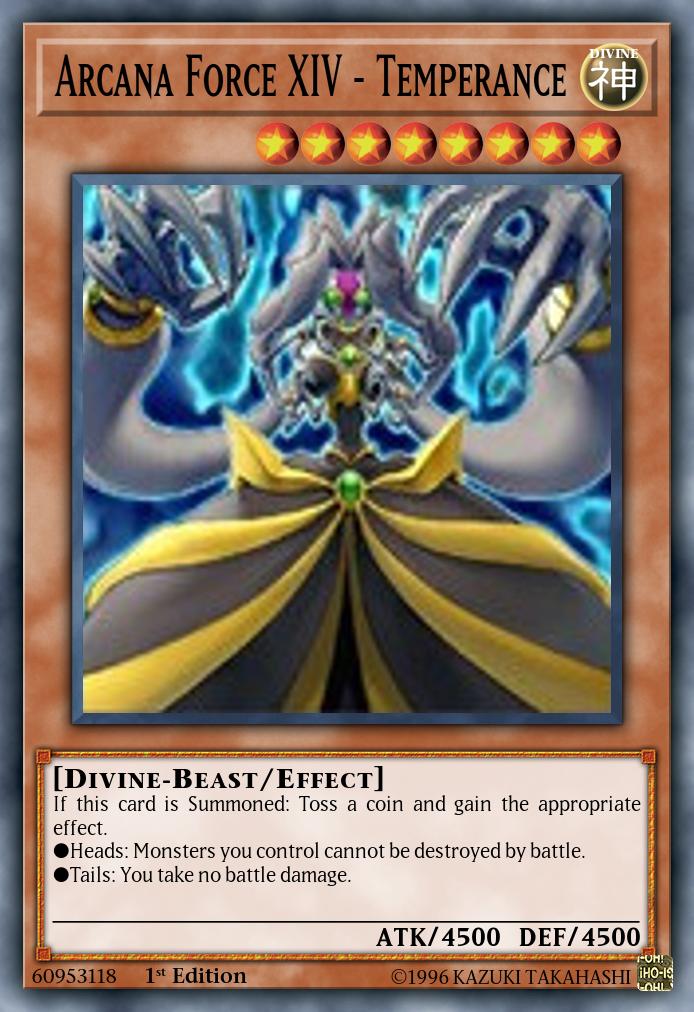 ARCANA FORCE XIV - TEMPERANCE
DIVINE
神
[DIVINE-BEAST/EFFECT]
If this card is Summoned: Toss a coin and gain the appropriate
effect.
●Heads: Monsters you control cannot be destroyed by battle.
●Tails: You take no battle damage.
ATK/4500 DEF/4500
60953118 1st Edition ©1996 KAZUKI TAKAHASHI